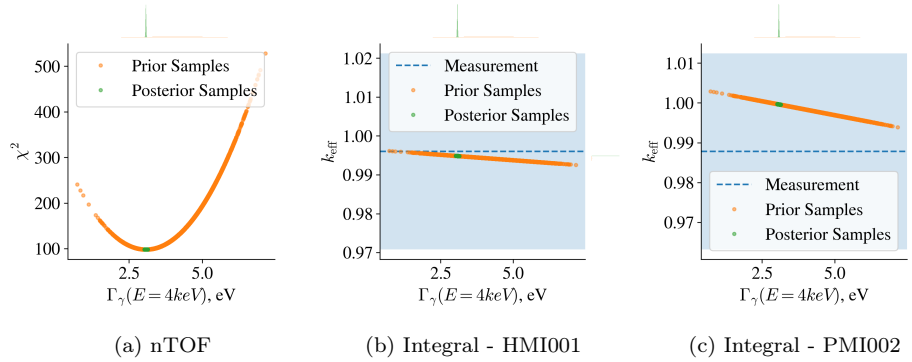 500
400
300
200
100
χ²
Prior Samples
Posterior Samples
2.5 5.0
Γγ(E = 4keV), eV
(a) nTOF
1.02
1.01
1.00
0.99
0.98
0.97
k_eff
Measurement
Prior Samples
Posterior Samples
2.5 5.0
Γγ(E = 4keV), eV
(b) Integral - HMI001
1.01
1.00
0.99
0.98
0.97
k_eff
Measurement
Prior Samples
Posterior Samples
2.5 5.0
Γγ(E = 4keV), eV
(c) Integral - PMI002